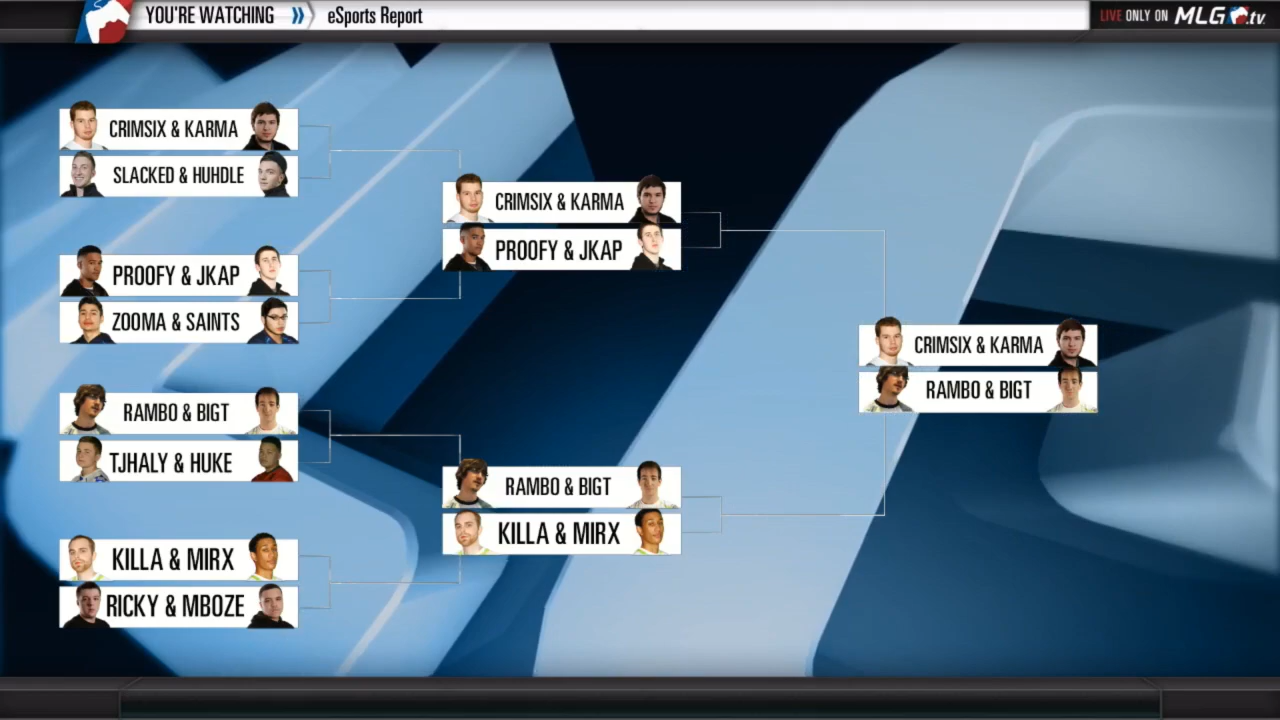 YOU'RE WATCHING
eSports Report
LIVE ONLY ON MLG.tv
CRIMSIX & KARMA
SLACKED & HUHDLE
PROOFY & JKAP
ZOOMA & SAINTS
RAMBO & BIGT
TJHALY & HUKE
KILLA & MIRX
RICKY & MBOZE
CRIMSIX & KARMA
PROOFY & JKAP
RAMBO & BIGT
KILLA & MIRX
CRIMSIX & KARMA
RAMBO & BIGT